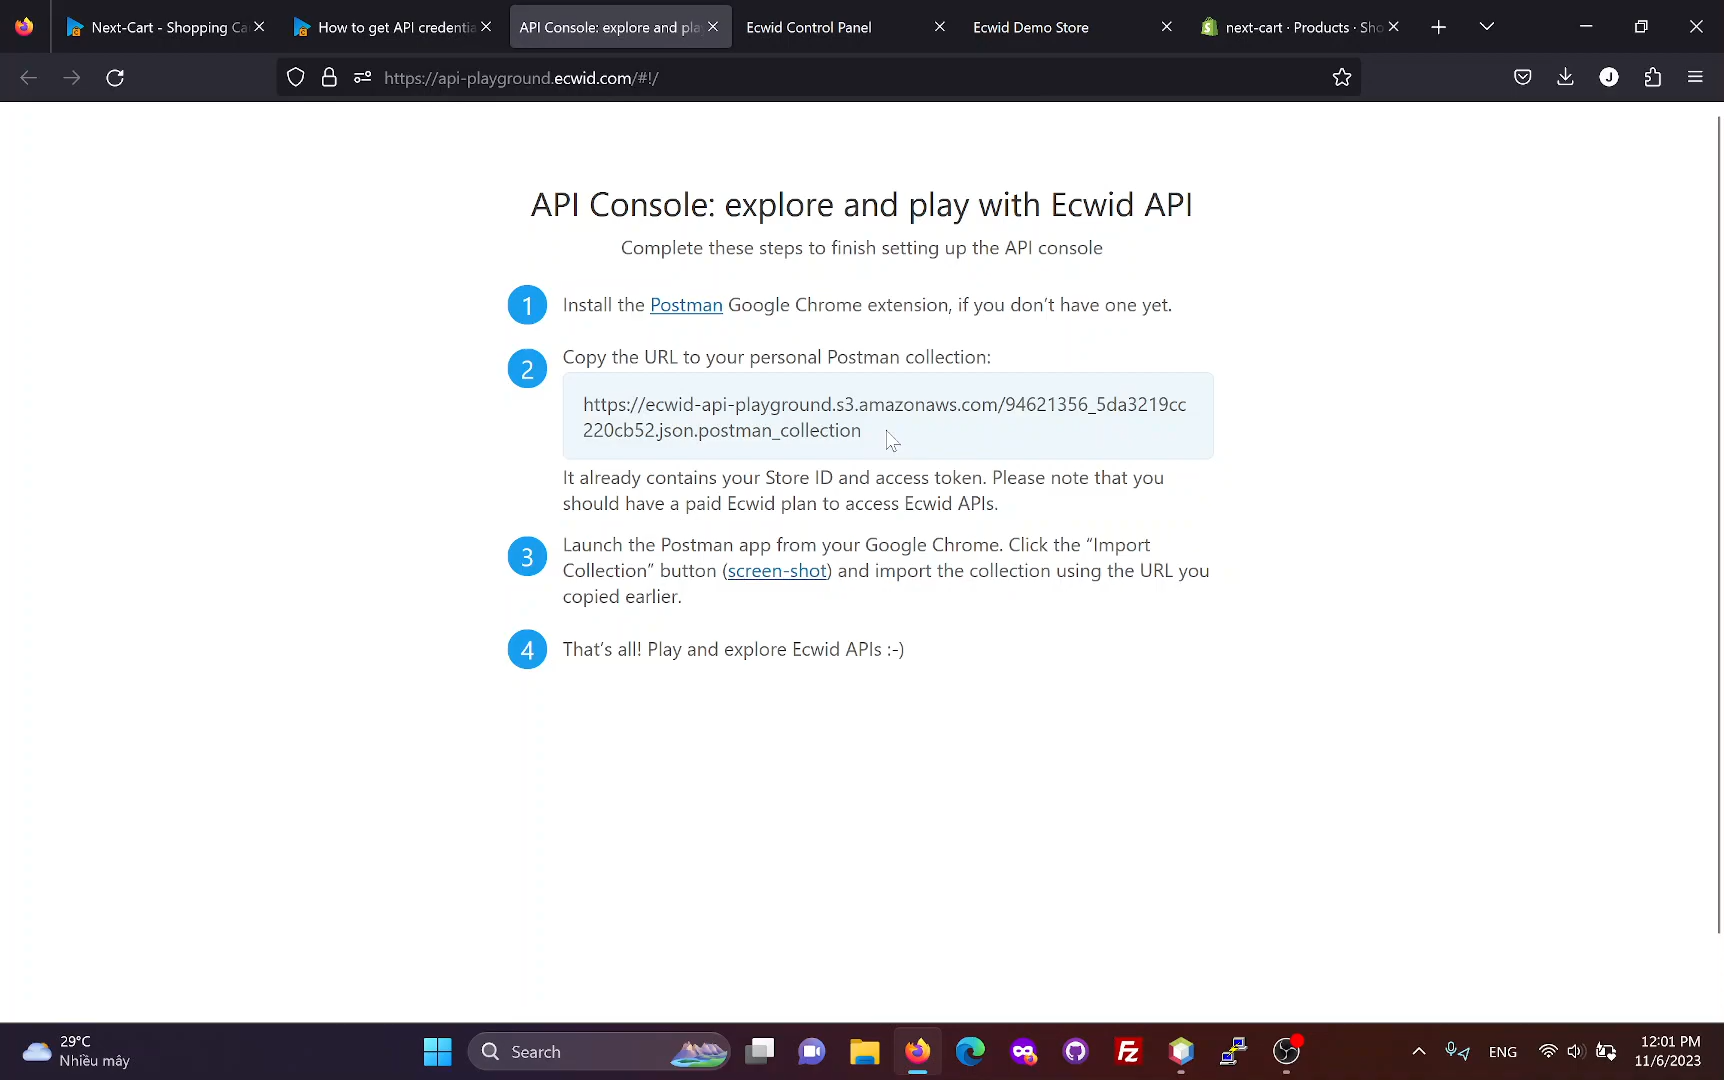 Next-Cart - Shopping Ca
How to get API credentia
API Console: explore and pla
Ecwid Control Panel
Ecwid Demo Store
next-cart · Products · Sho
https://api-playground.ecwid.com/#!/
J
API Console: explore and play with Ecwid API
Complete these steps to finish setting up the API console
1 Install the Postman Google Chrome extension, if you don’t have one yet.
2 Copy the URL to your personal Postman collection:
https://ecwid-api-playground.s3.amazonaws.com/94621356_5da3219cc
220cb52.json.postman_collection
It already contains your Store ID and access token. Please note that you
should have a paid Ecwid plan to access Ecwid APIs.
3 Launch the Postman app from your Google Chrome. Click the “Import
Collection” button (screen-shot) and import the collection using the URL you
copied earlier.
4 That’s all! Play and explore Ecwid APIs :-)
29°C
Nhiều mây
Search
Fz
ENG
12:01 PM
11/6/2023